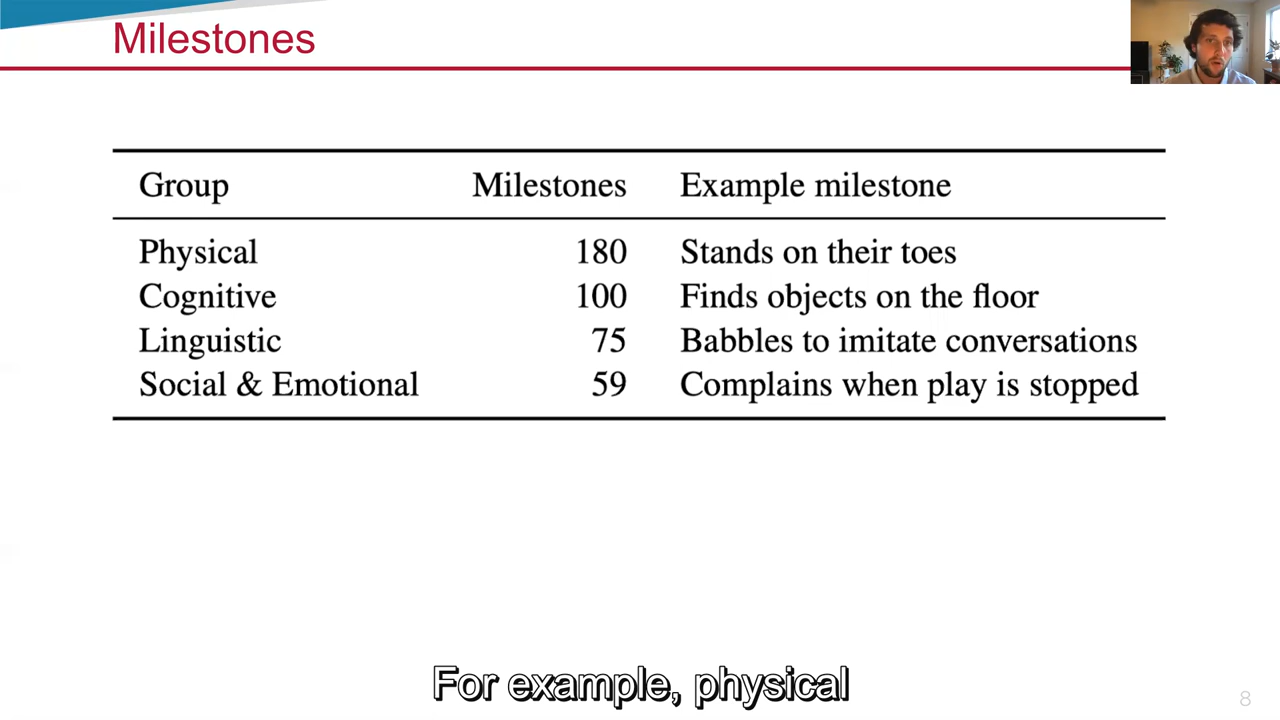 Milestones
Group Milestones Example milestone
Physical 180 Stands on their toes
Cognitive 100 Finds objects on the floor
Linguistic 75 Babbles to imitate conversations
Social & Emotional 59 Complains when play is stopped
For example, physical
8